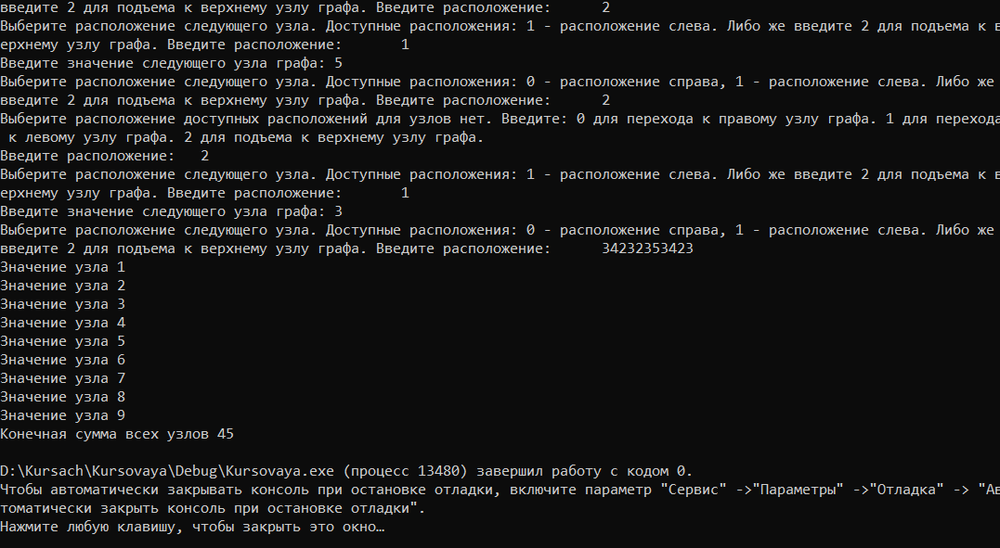 введите 2 для подъема к верхнему узлу графа. Введите расположение:      2
Выберите расположение следующего узла. Доступные расположения: 1 - расположение слева. Либо же введите 2 для подъема к в
ерхнему узлу графа. Введите расположение:       1
Введите значение следующего узла графа: 5
Выберите расположение следующего узла. Доступные расположения: 0 - расположение справа, 1 - расположение слева. Либо же
введите 2 для подъема к верхнему узлу графа. Введите расположение:      2
Выберите расположение доступных расположений для узлов нет. Введите: 0 для перехода к правому узлу графа. 1 для перехода
 к левому узлу графа. 2 для подъема к верхнему узлу графа.
Введите расположение:   2
Выберите расположение следующего узла. Доступные расположения: 1 - расположение слева. Либо же введите 2 для подъема к в
ерхнему узлу графа. Введите расположение:       1
Введите значение следующего узла графа: 3
Выберите расположение следующего узла. Доступные расположения: 0 - расположение справа, 1 - расположение слева. Либо же
введите 2 для подъема к верхнему узлу графа. Введите расположение:      34232353423
Значение узла 1
Значение узла 2
Значение узла 3
Значение узла 4
Значение узла 5
Значение узла 6
Значение узла 7
Значение узла 8
Значение узла 9
Конечная сумма всех узлов 45
D:\Kursach\Kursovaya\Debug\Kursovaya.exe (процесс 13480) завершил работу с кодом 0.
Чтобы автоматически закрывать консоль при остановке отладки, включите параметр "Сервис" ->"Параметры" ->"Отладка" -> "Ав
томатически закрыть консоль при остановке отладки".
Нажмите любую клавишу, чтобы закрыть это окно…